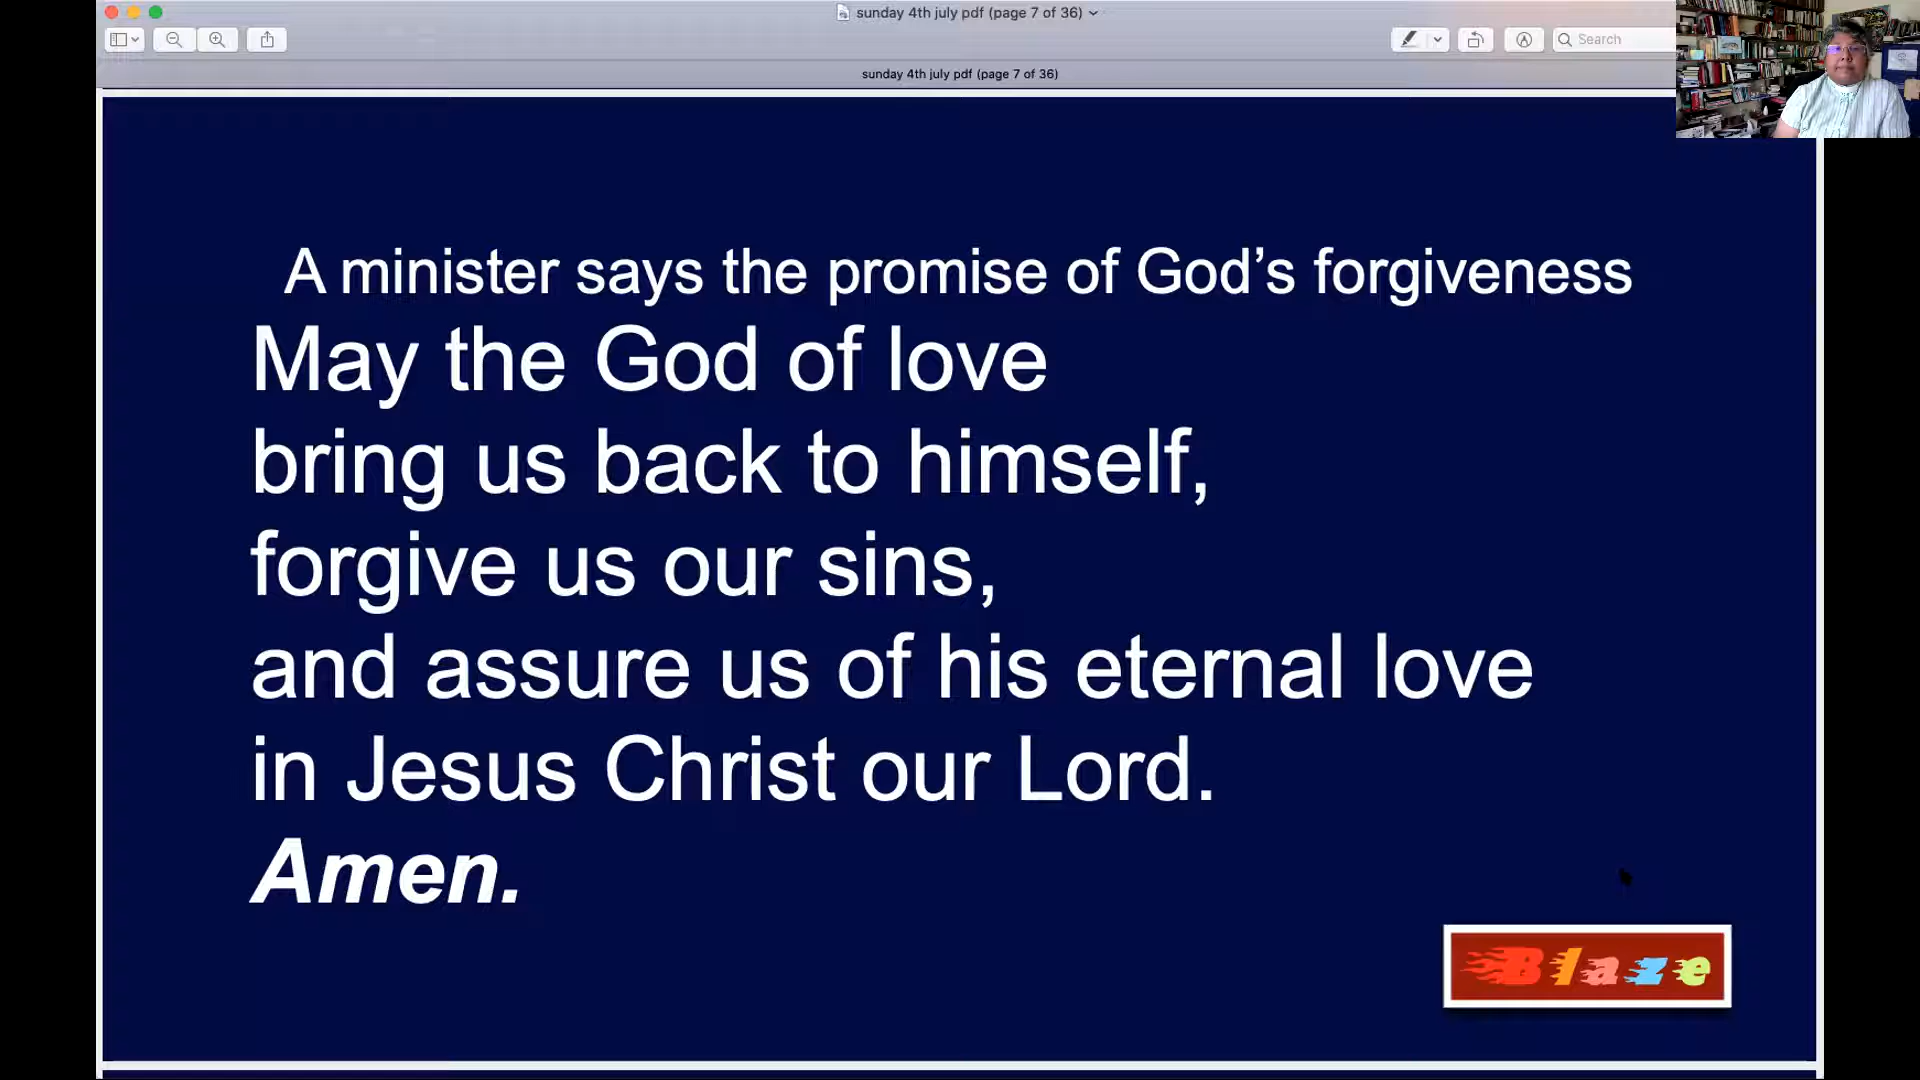 sunday 4th july pdf (page 7 of 36)
Search
sunday 4th july pdf (page 7 of 36)
A minister says the promise of God’s forgiveness
May the God of love
bring us back to himself,
forgive us our sins,
and assure us of his eternal love
in Jesus Christ our Lord.
Amen.
Blaze